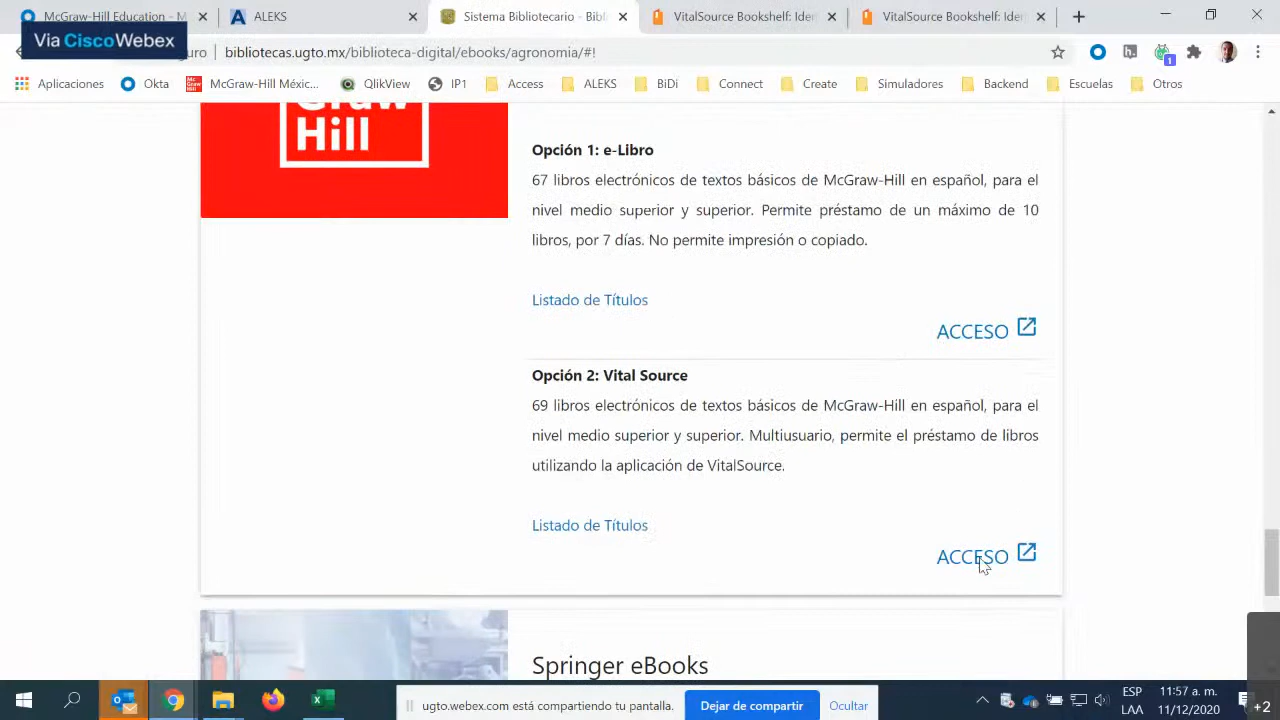 McGraw-Hill Education - M
ALEKS
Sistema Bibliotecario - Bibl
VitalSource Bookshelf: Iden
VitalSource Bookshelf: Iden
Via Cisco Webex
guro
bibliotecas.ugto.mx/biblioteca-digital/ebooks/agronomia/#!
1
Aplicaciones
Okta
McGraw-Hill Méxic...
QlikView
IP1
Access
ALEKS
BiDi
Connect
Create
Simuladores
Backend
Escuelas
Otros
Graw
Hill
Opción 1: e-Libro
67 libros electrónicos de textos básicos de McGraw-Hill en español, para el
nivel medio superior y superior. Permite préstamo de un máximo de 10
libros, por 7 días. No permite impresión o copiado.
Listado de Títulos
ACCESO
Opción 2: Vital Source
69 libros electrónicos de textos básicos de McGraw-Hill en español, para el
nivel medio superior y superior. Multiusuario, permite el préstamo de libros
utilizando la aplicación de VitalSource.
Listado de Títulos
ACCESO
Springer eBooks
ugto.webex.com está compartiendo tu pantalla.
Dejar de compartir
Ocultar
ESP
LAA
11:57 a. m.
11/12/2020
+2